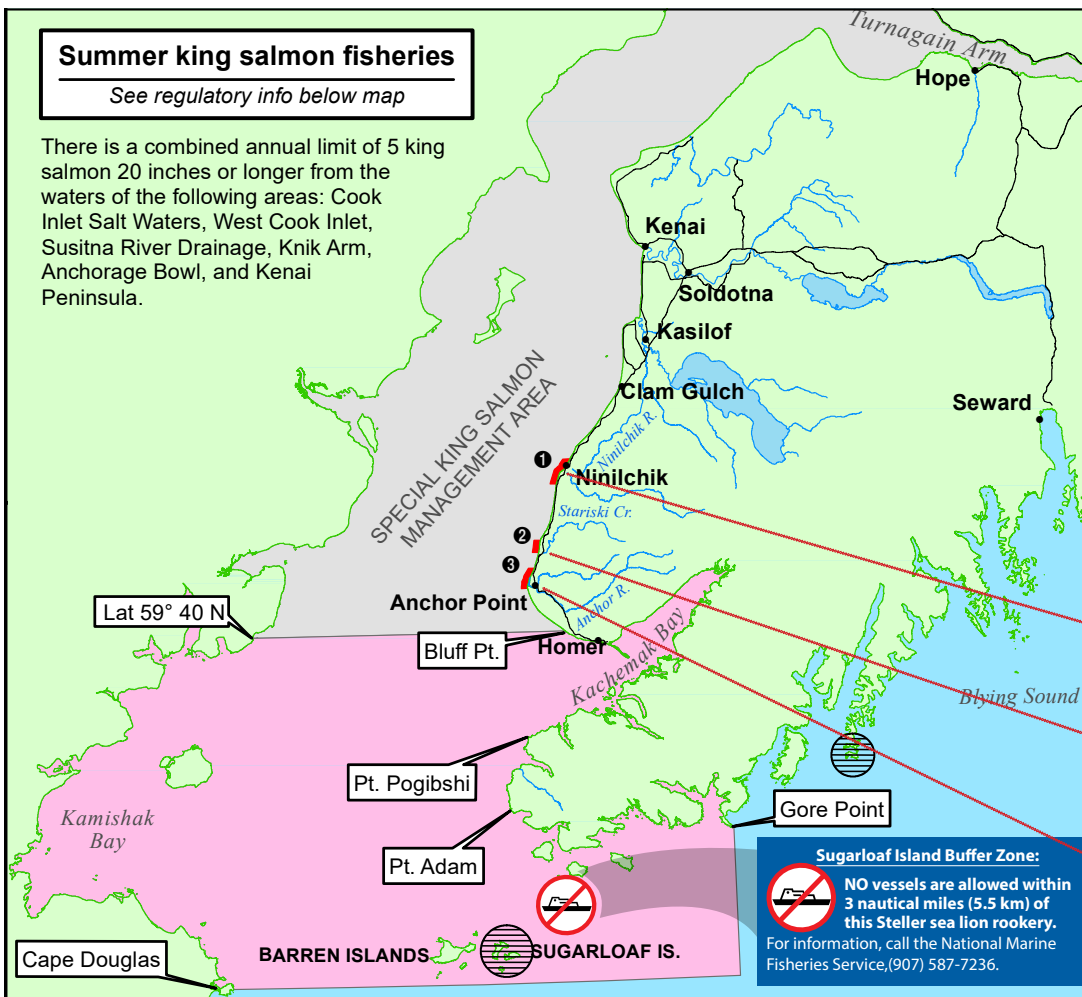 Summer king salmon fisheries
See regulatory info below map
There is a combined annual limit of 5 king
salmon 20 inches or longer from the
waters of the following areas: Cook
Inlet Salt Waters, West Cook Inlet,
Susitna River Drainage, Knik Arm,
Anchorage Bowl, and Kenai
Peninsula.
Turnagain Arm
Hope
Kenai
Soldotna
Kasilof
Clam Gulch
Seward
SPECIAL KING SALMON
MANAGEMENT AREA
Ninilchik R.
1
Ninilchik
Stariski Cr.
2
3
Anchor Point
Anchor R.
Lat 59° 40 N
Bluff Pt.
Homer
Kachemak Bay
Blying Sound
Pt. Pogibshi
Gore Point
Kamishak
Bay
Pt. Adam
Sugarloaf Island Buffer Zone:
NO vessels are allowed within
3 nautical miles (5.5 km) of
this Steller sea lion rookery.
For information, call the National Marine
Fisheries Service,(907) 587-7236.
BARREN ISLANDS
SUGARLOAF IS.
Cape Douglas